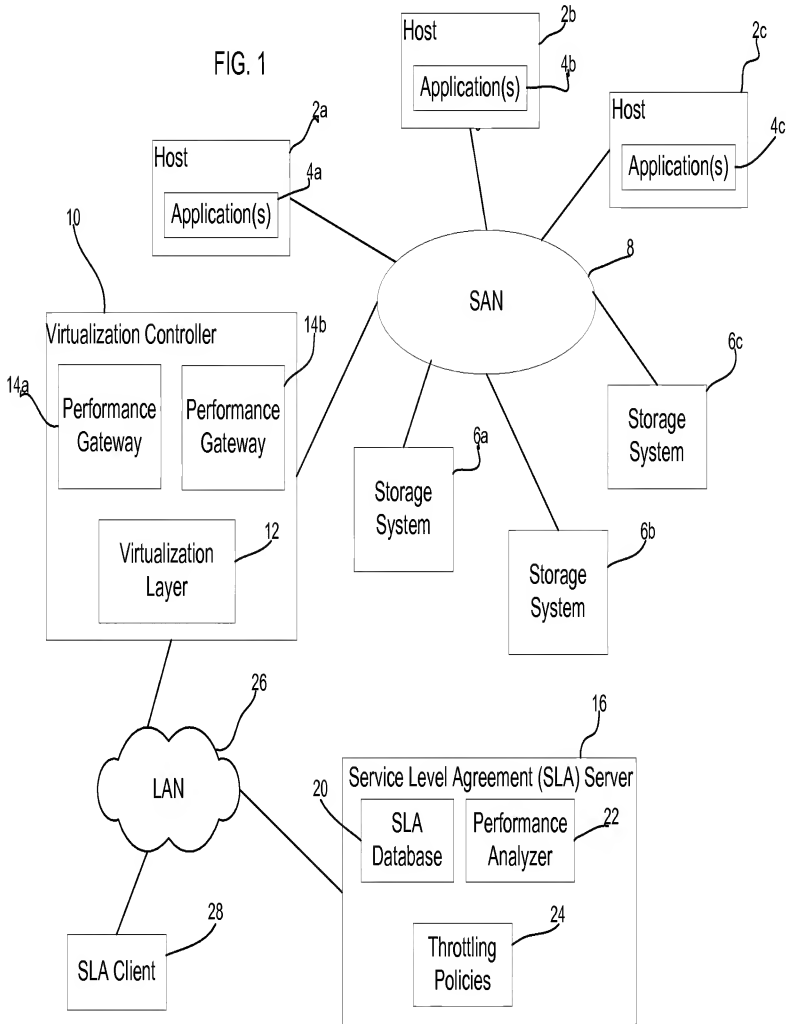 FIG. 1
2b
Host
4b
Application(s)
2c
Host
4c
Application(s)
2a
Host
4a
Application(s)
10
8
SAN
Virtualization Controller
14b
14a
Performance
Gateway
Performance
Gateway
6c
Storage
System
6a
Storage
System
12
Virtualization
Layer
6b
Storage
System
26
LAN
16
Service Level Agreement (SLA) Server
20
SLA
Database
Performance
Analyzer
22
24
Throttling
Policies
28
SLA Client